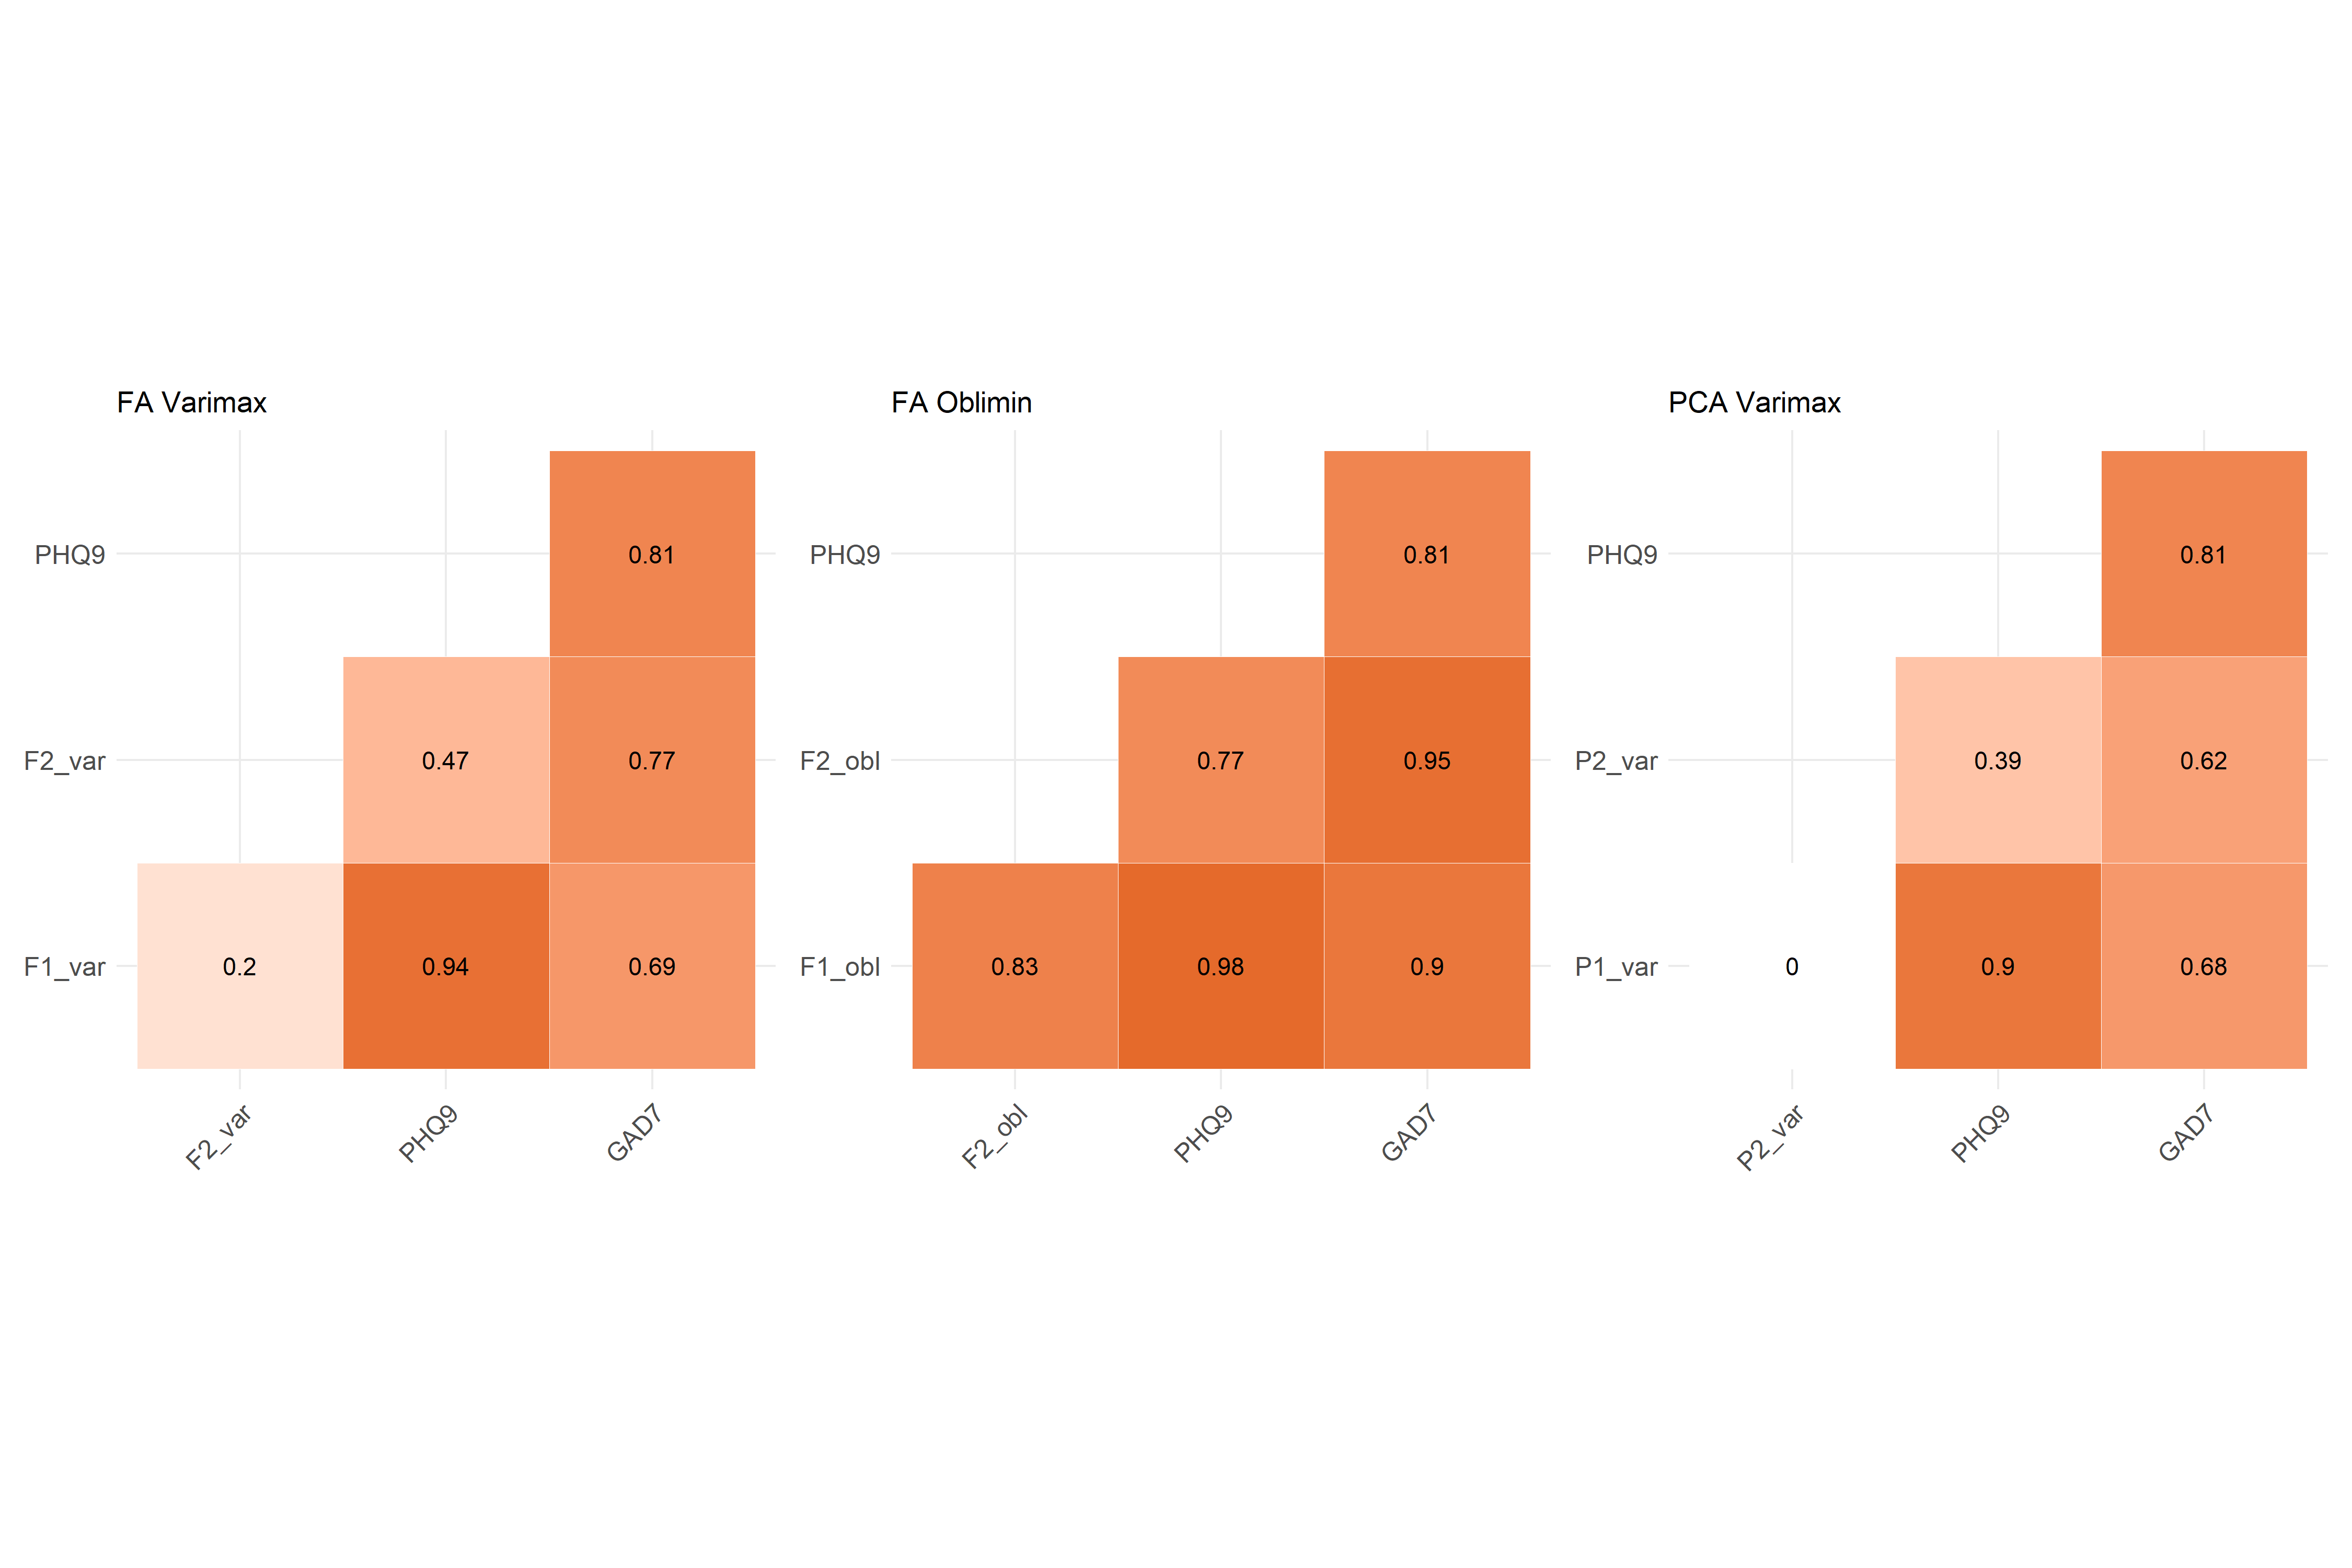 FA Varimax
PHQ9
0.81
F2_var
0.47
0.77
F1_var
0.2
0.94
0.69
F2_var
PHQ9
GAD7
FA Oblimin
PHQ9
0.81
F2_obl
0.77
0.95
F1_obl
0.83
0.98
0.9
F2_obl
PHQ9
GAD7
PCA Varimax
PHQ9
0.81
P2_var
0.39
0.62
P1_var
0
0.9
0.68
P2_var
PHQ9
GAD7